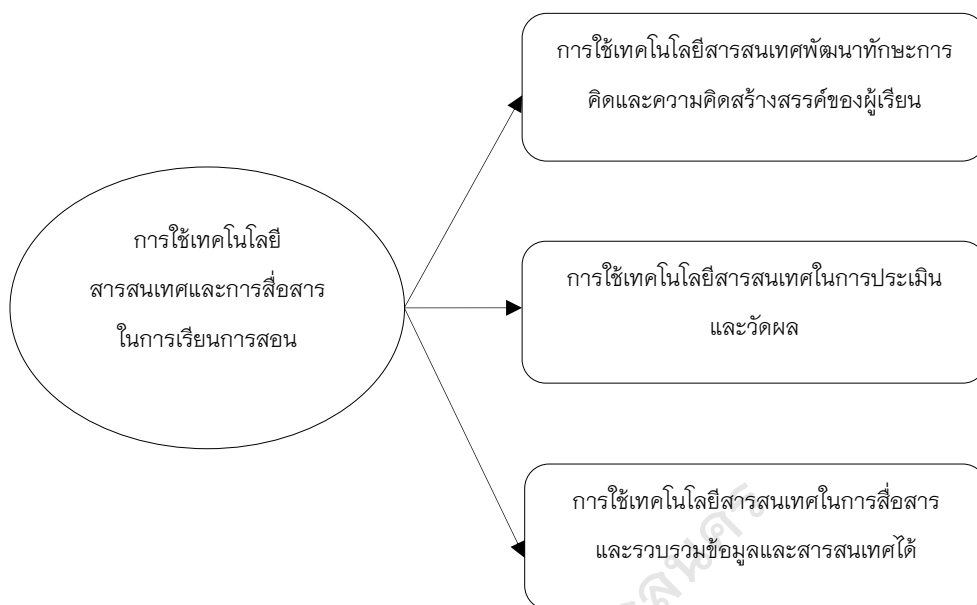 การใช้เทคโนโลยีสารสนเทศพัฒนาทักษะการ
คิดและความคิดสร้างสรรค์ของผู้เรียน
การใช้เทคโนโลยี
สารสนเทศและการสื่อสาร
ในการเรียนการสอน
การใช้เทคโนโลยีสารสนเทศในการประเมิน
และวัดผล
การใช้เทคโนโลยีสารสนเทศในการสื่อสาร
และรวบรวมข้อมูลและสารสนเทศได้